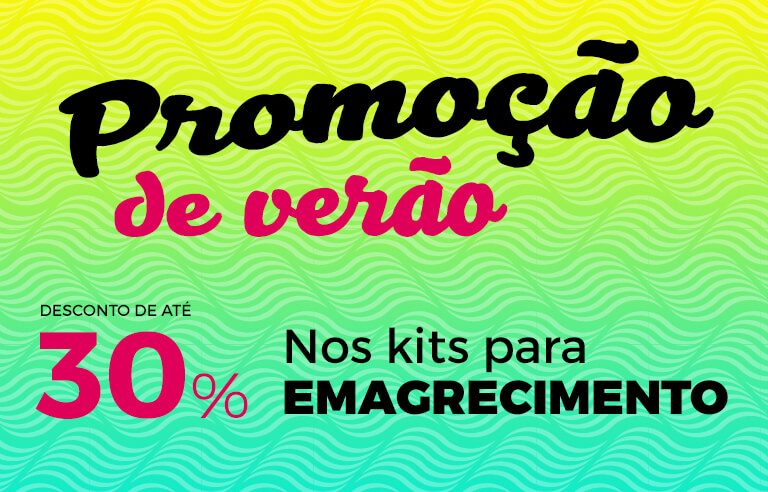 Promoção
de verão
DESCONTO DE ATÉ
30%
Nos kits para
EMAGRECIMENTO